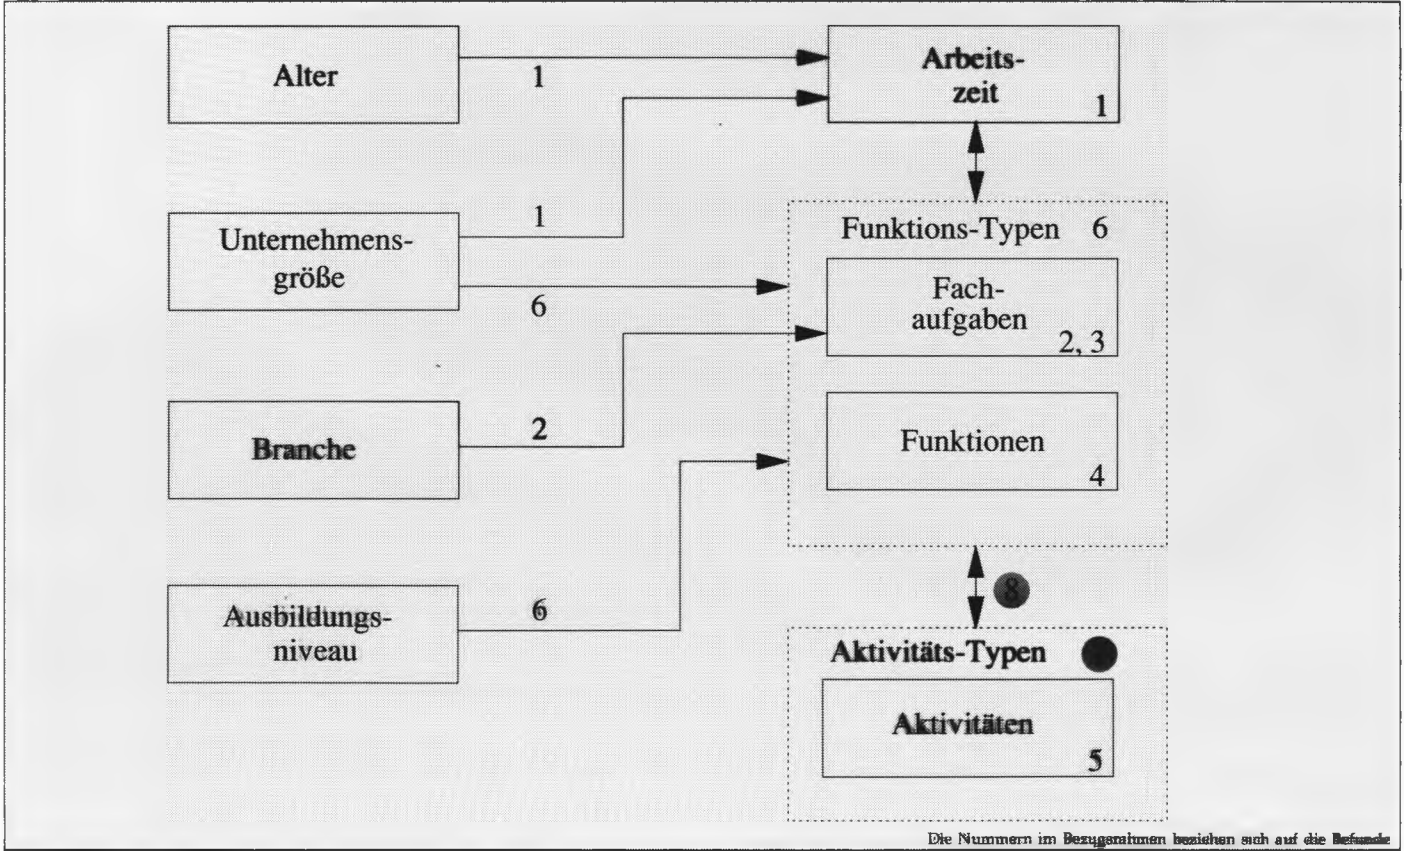 Alter
1
Arbeits-
zeit
1
Unternehmens-
größe
1
6
Funktions-Typen 6
Fach-
aufgaben
2, 3
Branche
2
Funktionen
4
Ausbildungs-
niveau
6
8
Aktivitäts-Typen
Aktivitäten
5
Die Nummern im Bezugsrahmen beziehen sich auf die Befunde